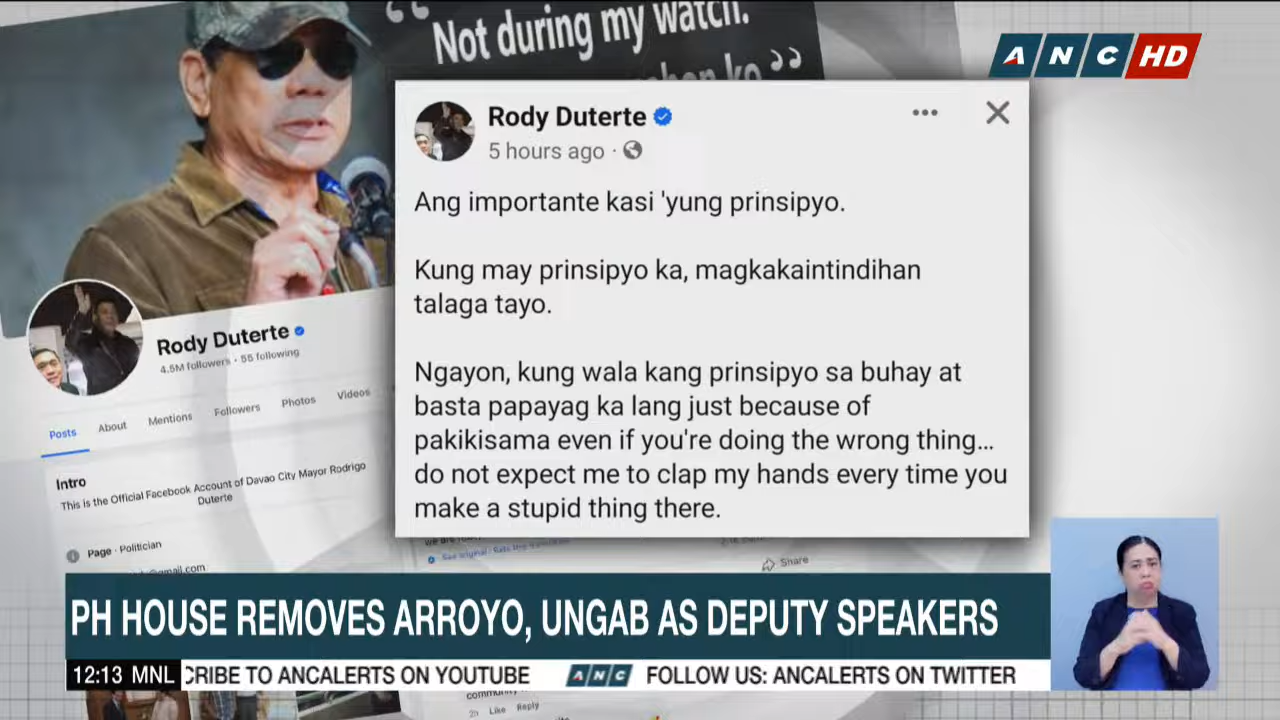 "Not during my watch.
ANC HD
Rody Duterte
5 hours ago ·
Ang importante kasi 'yung prinsipyo.
Kung may prinsipyo ka, magkakaintindihan
talaga tayo.
Ngayon, kung wala kang prinsipyo sa buhay at
basta papayag ka lang just because of
pakikisama even if you're doing the wrong thing...
do not expect me to clap my hands every time you
make a stupid thing there.
Rody Duterte
4.5M followers • 55 following
Posts About Mentions Followers Photos Videos
Intro
This is the Official Facebook Account of Davao City Mayor Rodrigo
Duterte
Page · Politician
Share
PH HOUSE REMOVES ARROYO, UNGAB AS DEPUTY SPEAKERS
12:13 MNL CRIBE TO ANCALERTS ON YOUTUBE ANC FOLLOW US: ANCALERTS ON TWITTER
Like Reply